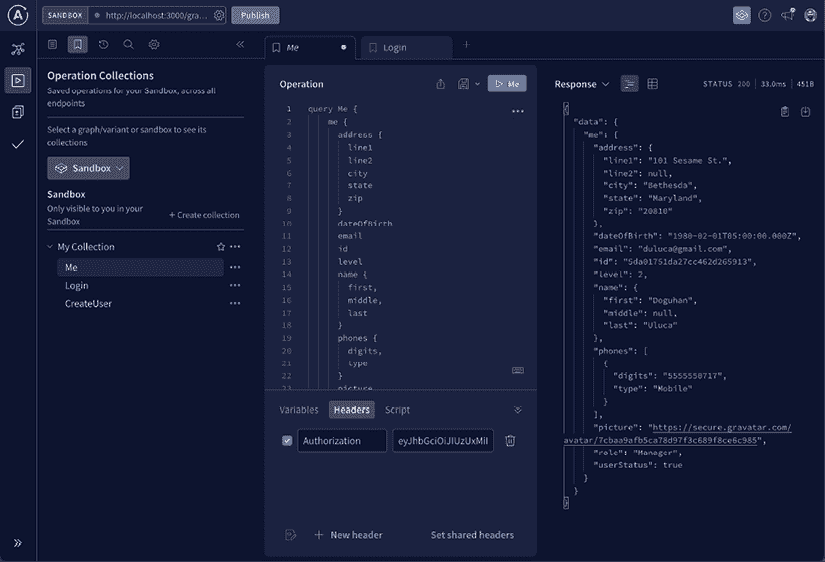 SANDBOX
http://localhost:3000/gra...
Publish
Me
Login
Operation Collections
Saved operations for your Sandbox, across all
endpoints
Select a graph/variant or sandbox to see its
collections
Sandbox
Sandbox
Only visible to you in your
Sandbox
+ Create collection
My Collection
Me
Login
CreateUser
Operation
Me
1 query Me {
2 me {
3 address {
4 line1
5 line2
6 city
7 state
8 zip
9 }
10 dateOfBirth
11 email
12 id
13 level
14 name {
15 first,
16 middle,
17 last
18 }
19 phones {
20 digits,
21 type
22 }
23 picture
Variables
Headers
Script
Authorization
eyJhbGciOiJIUzUxMiI
+ New header
Set shared headers
Response
STATUS 200
33.0ms
451B
{
"data": {
"me": {
"address": {
"line1": "101 Sesame St.",
"line2": null,
"city": "Bethesda",
"state": "Maryland",
"zip": "20810"
},
"dateOfBirth": "1980-02-01T05:00:00.000Z",
"email": "duluca@gmail.com",
"id": "5da01751da27cc462d265913",
"level": 2,
"name": {
"first": "Doguhan",
"middle": null,
"last": "Uluca"
},
"phones": [
{
"digits": "5555550717",
"type": "Mobile"
}
],
"picture": "https://secure.gravatar.com/
avatar/7cbaa9afb5ca78d97f3c689f8ce6c985",
"role": "Manager",
"userStatus": true
}
}
}